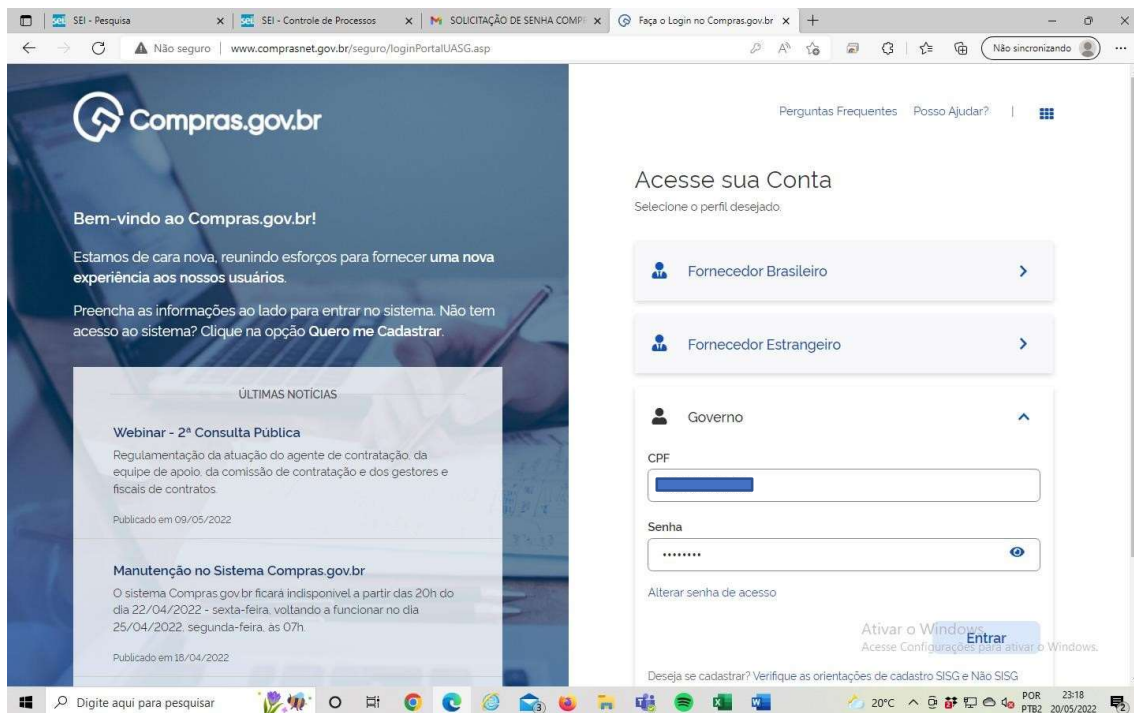 SEI - Pesquisa
SEI - Controle de Processos
SOLICITAÇÃO DE SENHA COMP
Faça o Login no Compras.gov.br
Não seguro | www.comprasnet.gov.br/seguro/loginPortalUASG.asp
Não sincronizando
Compras.gov.br
Bem-vindo ao Compras.gov.br!
Estamos de cara nova, reunindo esforços para fornecer uma nova
experiência aos nossos usuários.
Preencha as informações ao lado para entrar no sistema. Não tem
acesso ao sistema? Clique na opção Quero me Cadastrar.
ÚLTIMAS NOTÍCIAS
Webinar - 2ª Consulta Pública
Regulamentação da atuação do agente de contratação, da
equipe de apoio, da comissão de contratação e dos gestores e
fiscais de contratos.
Publicado em 09/05/2022
Manutenção no Sistema Compras.gov.br
O sistema Compras.gov.br ficará indisponível a partir das 20h do
dia 22/04/2022 - sexta-feira, voltando a funcionar no dia
25/04/2022, segunda-feira, às 07h.
Publicado em 18/04/2022
Perguntas Frequentes Posso Ajudar? |
Acesse sua Conta
Selecione o perfil desejado.
Fornecedor Brasileiro
Fornecedor Estrangeiro
Governo
CPF
Senha
........
Alterar senha de acesso
Ativar o Windows
Entrar
Acesse Configurações para ativar o Windows.
Deseja se cadastrar? Verifique as orientações de cadastro SISG e Não SISG
Digite aqui para pesquisar
20°C
POR
PTB2
23:18
20/05/2022